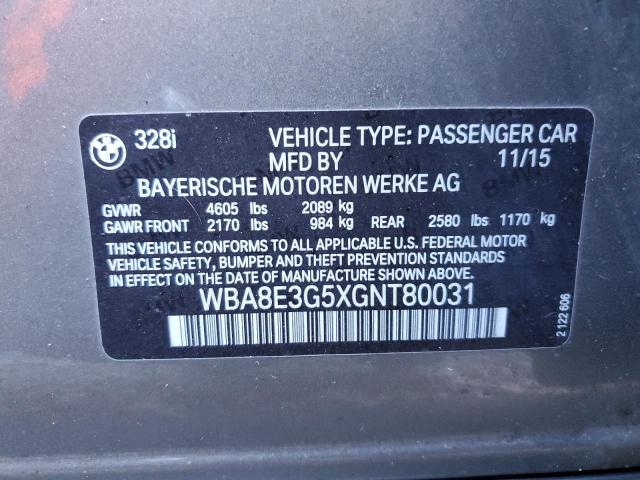 328i VEHICLE TYPE: PASSENGER CAR
MFD BY 11/15
BAYERISCHE MOTOREN WERKE AG
GVWR 4605 lbs 2089 kg
GAWR FRONT 2170 lbs 984 kg REAR 2580 lbs 1170 kg
THIS VEHICLE CONFORMS TO ALL APPLICABLE U.S. FEDERAL MOTOR
VEHICLE SAFETY, BUMPER AND THEFT PREVENTION STANDARDS
IN EFFECT ON THE DATE OF MANUFACTURE SHOWN ABOVE.
WBA8E3G5XGNT80031
2 122 606